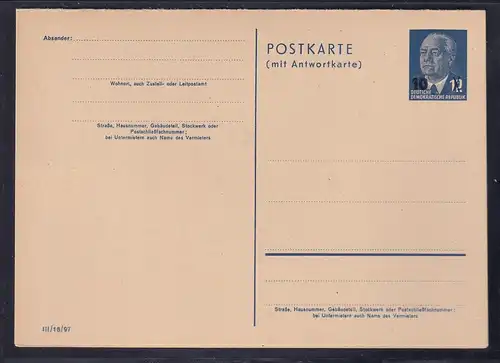 Absender:
Wohnort, auch Zustell- oder Leitpostamt
Straße, Hausnummer, Gebäudeteil, Stockwerk oder
Postschließfachnummer;
bei Untermietern auch Name des Vermieters
III/18/97
POSTKARTE
(mit Antwortkarte)
10
12
DEUTSCHE
DEMOKRATISCHE REPUBLIK
Straße, Hausnummer, Gebäudeteil, Stockwerk oder Postschließfachnummer;
bei Untermietern auch Name des Vermieters